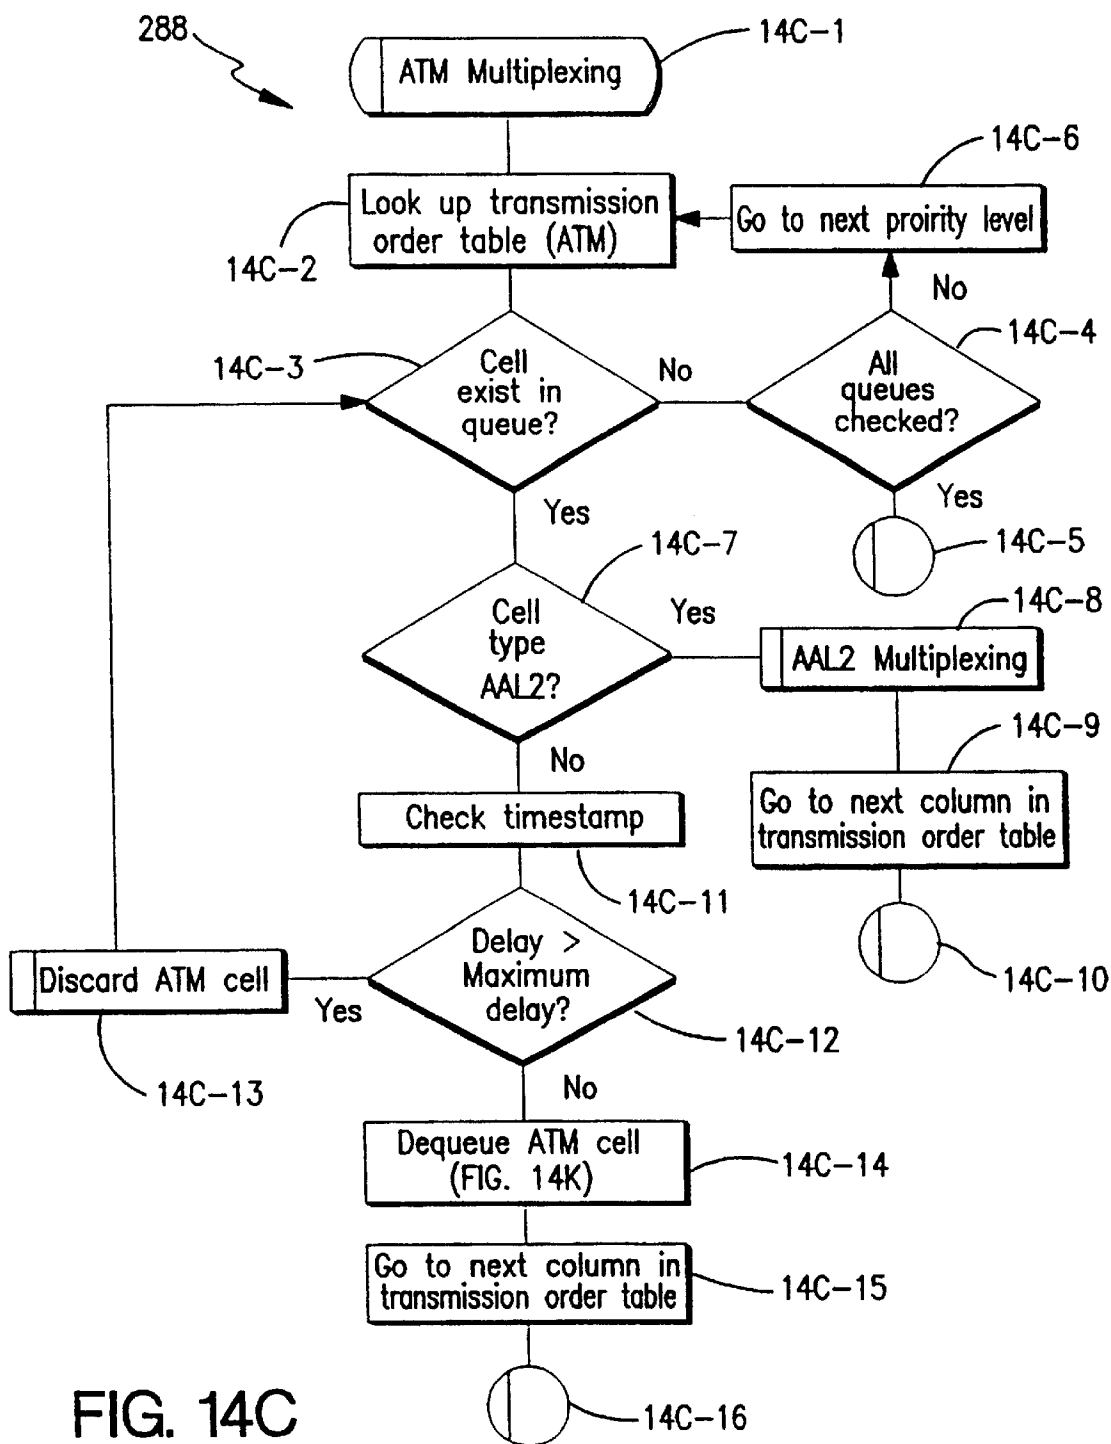 288
14C-1
ATM Multiplexing
14C-6
Look up transmission
order table (ATM)
Go to next proirity level
14C-2
No
14C-4
14C-3
Cell
exist in
queue?
No
All
queues
checked?
Yes
Yes
14C-5
14C-7
Cell
type
AAL2?
Yes
14C-8
AAL2 Multiplexing
14C-9
No
Go to next column in
transmission order table
Check timestamp
14C-11
14C-10
Delay >
Maximum
delay?
Discard ATM cell
Yes
14C-12
14C-13
No
Dequeue ATM cell
(FIG. 14K)
14C-14
Go to next column in
transmission order table
14C-15
14C-16
FIG. 14C